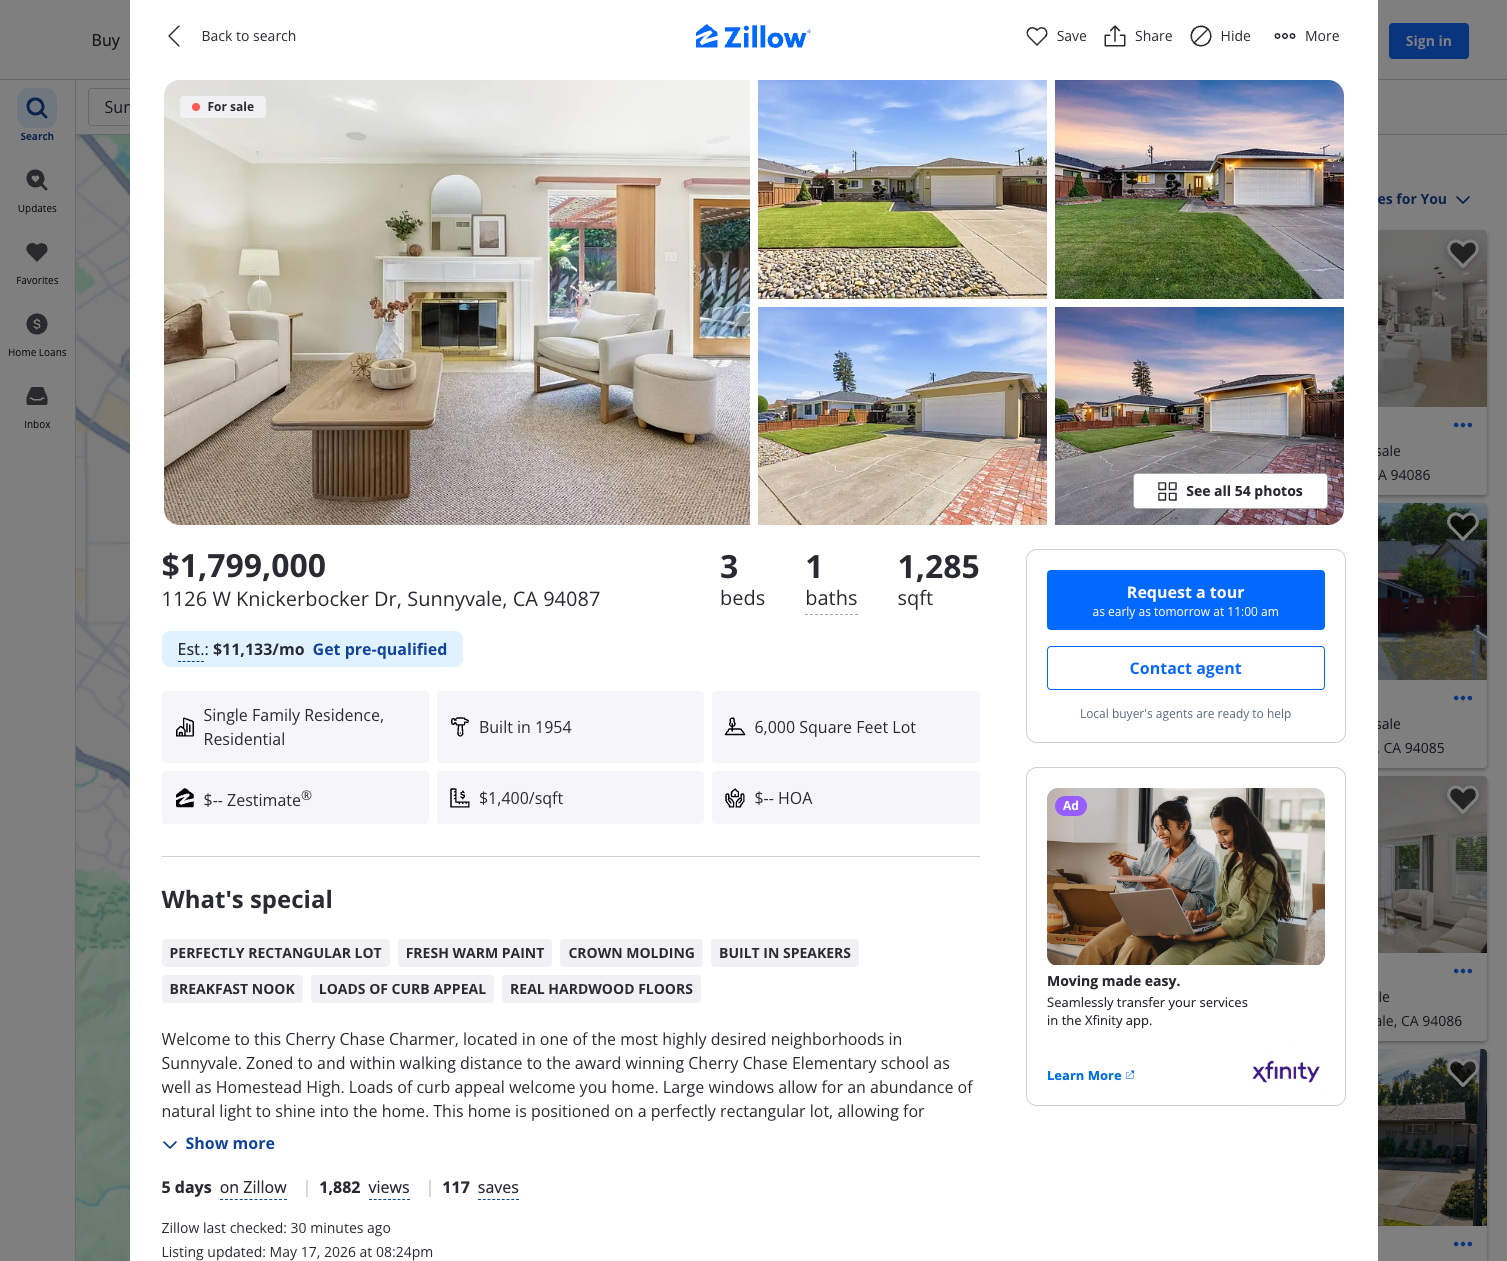 Back to search
Zillow
Save
Share
Hide
More
Buy
Sign in
Search
Updates
Favorites
Home Loans
Inbox
Sun
es for You
For sale
See all 54 photos
$1,799,000
1126 W Knickerbocker Dr, Sunnyvale, CA 94087
3 beds
1 baths
1,285 sqft
Est.: $11,133/mo Get pre-qualified
Single Family Residence,
Residential
Built in 1954
6,000 Square Feet Lot
$-- Zestimate®
$1,400/sqft
$-- HOA
What's special
PERFECTLY RECTANGULAR LOT FRESH WARM PAINT CROWN MOLDING BUILT IN SPEAKERS
BREAKFAST NOOK LOADS OF CURB APPEAL REAL HARDWOOD FLOORS
Welcome to this Cherry Chase Charmer, located in one of the most highly desired neighborhoods in
Sunnyvale. Zoned to and within walking distance to the award winning Cherry Chase Elementary school as
well as Homestead High. Loads of curb appeal welcome you home. Large windows allow for an abundance of
natural light to shine into the home. This home is positioned on a perfectly rectangular lot, allowing for
Show more
5 days on Zillow | 1,882 views | 117 saves
Zillow last checked: 30 minutes ago
Listing updated: May 17, 2026 at 08:24pm
Request a tour
as early as tomorrow at 11:00 am
Contact agent
Local buyer's agents are ready to help
Ad
Moving made easy.
Seamlessly transfer your services
in the Xfinity app.
Learn More
xfinity
sale
A 94086
sale
, CA 94085
le
ale, CA 94086